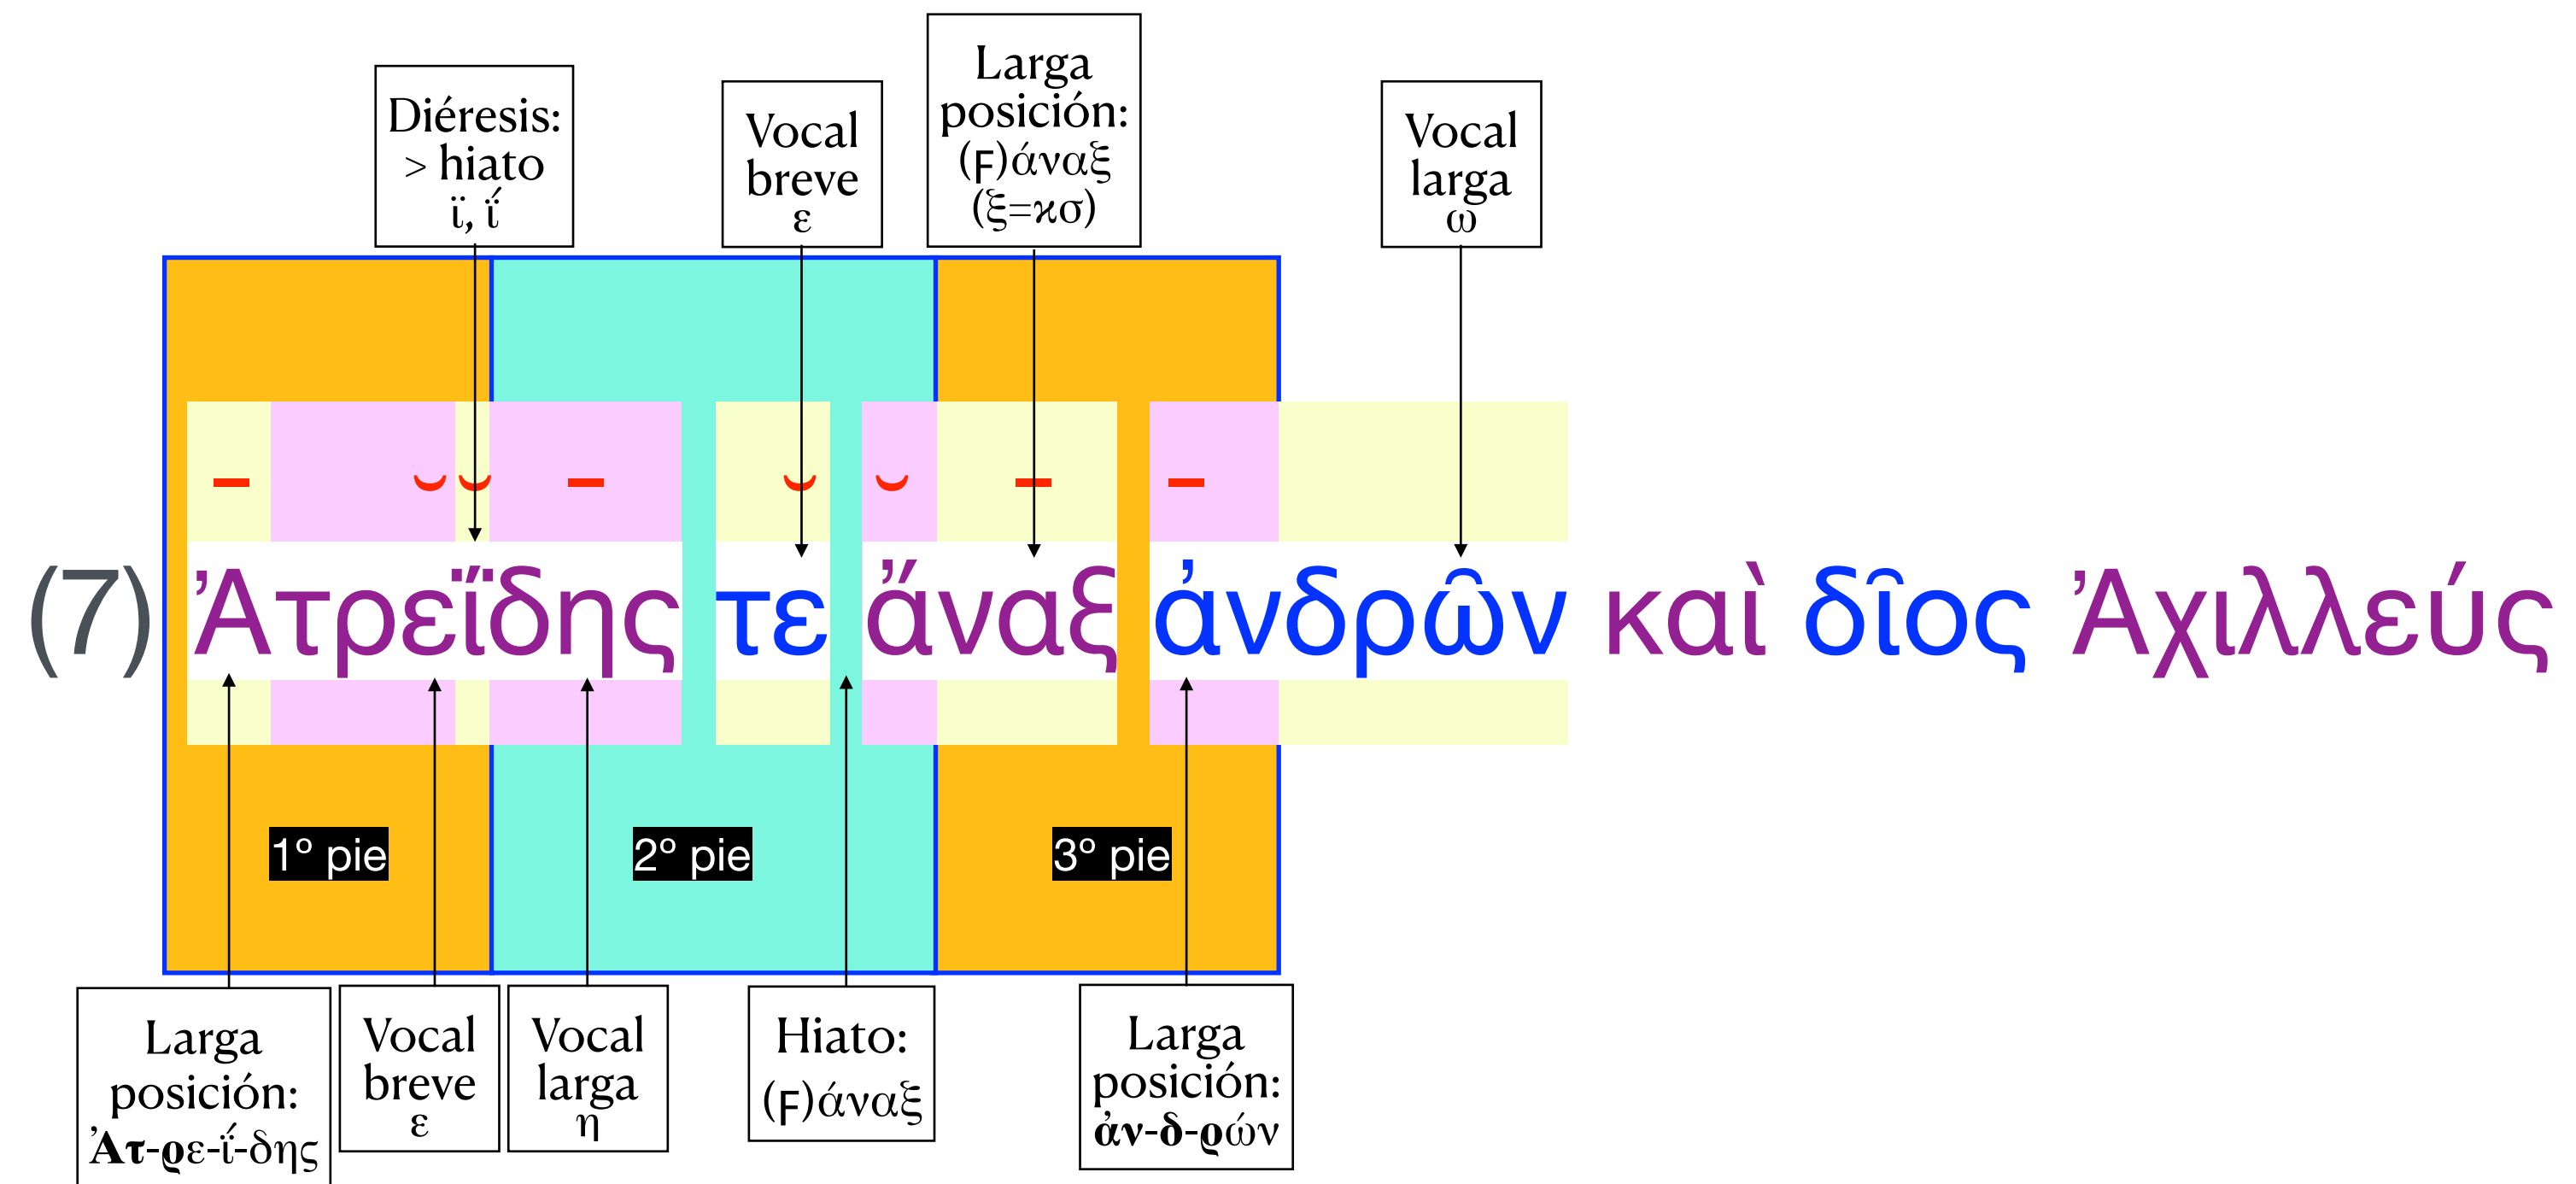 Diéresis:
> hiato
ϊ, ΐ
Vocal
breve
ε
Larga
posición:
(Ϝ)άναξ
(ξ=κσ)
Vocal
larga
ω
– ⏑ ⏑ – ⏑ ⏑ – –
(7) Ἀτρεΐδης τε ἄναξ ἀνδρῶν καὶ δῖος Ἀχιλλεύς
1º pie
2º pie
3º pie
Larga
posición:
Ἀτ-ρε-ΐ-δης
Vocal
breve
ε
Vocal
larga
η
Hiato:
(Ϝ)άναξ
Larga
posición:
ἀν-δ-ρών